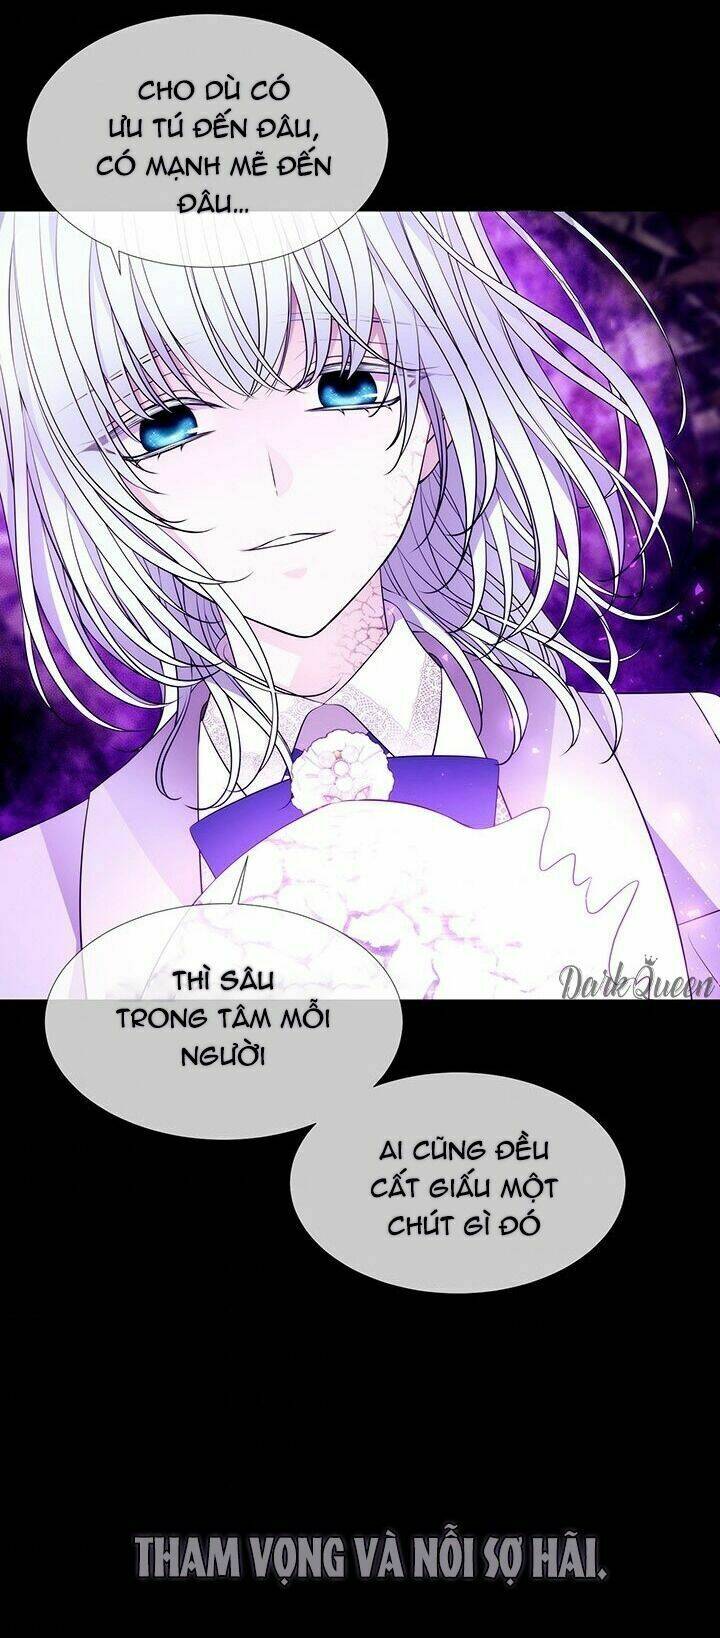 CHO DÙ CÓ
ƯU TÚ ĐẾN ĐÂU,
CÓ MẠNH MẼ ĐẾN
ĐÂU...
DarkQueen
THÌ SÂU
TRONG TÂM MỖI
NGƯỜI
AI CŨNG ĐỀU
CẤT GIẤU MỘT
CHÚT GÌ ĐÓ
THAM VỌNG VÀ NỖI SỢ HÃI.